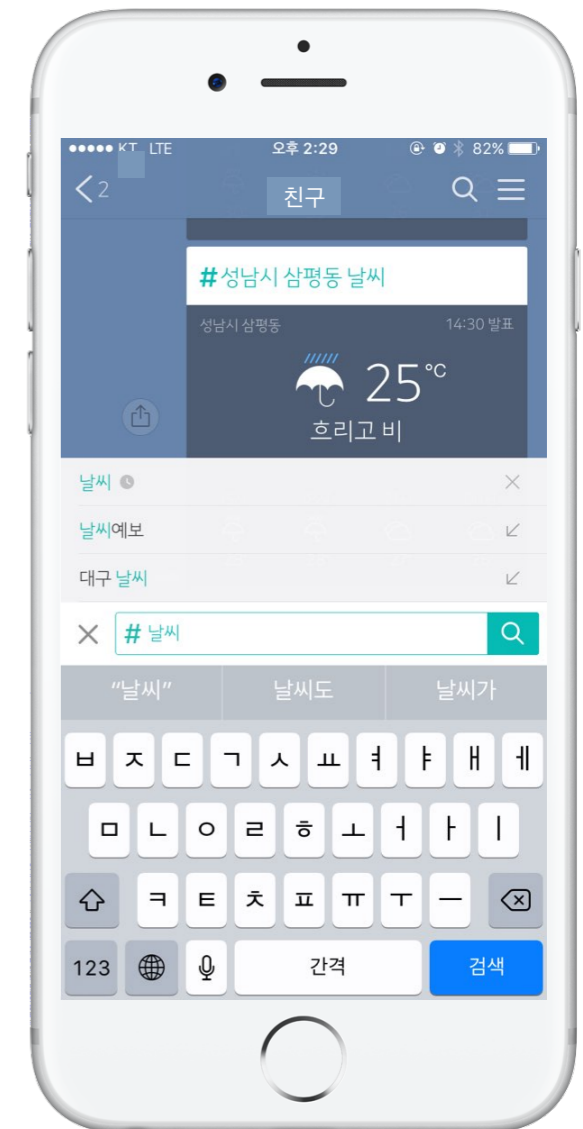 KT LTE 오후 2:29 82%
2 친구
#성남시 삼평동 날씨
성남시 삼평동 14:30 발표
25°C
흐리고 비
날씨
날씨예보
대구 날씨
# 날씨
“날씨” 날씨도 날씨가
ㅂ ㅈ ㄷ ㄱ ㅅ ㅛ ㅕ ㅑ ㅐ ㅔ
ㅁ ㄴ ㅇ ㄹ ㅎ ㅗ ㅓ ㅏ ㅣ
ㅋ ㅌ ㅊ ㅍ ㅠ ㅜ ㅡ
123 간격 검색